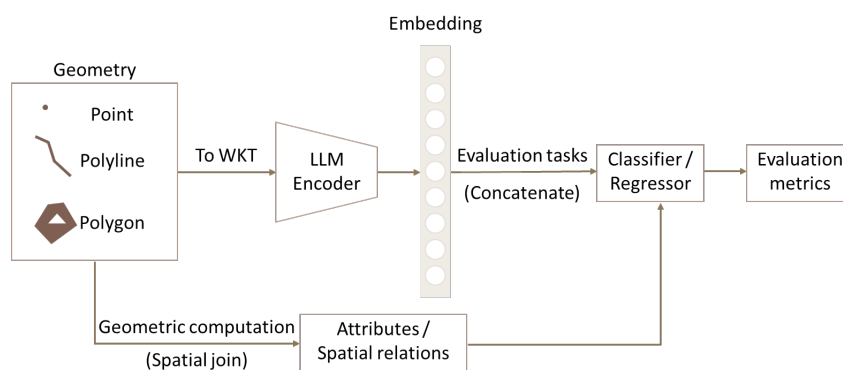 Embedding
Geometry
Point
Polyline
Polygon
To WKT
LLM
Encoder
Evaluation tasks
(Concatenate)
Classifier /
Regressor
Evaluation
metrics
Geometric computation
(Spatial join)
Attributes /
Spatial relations